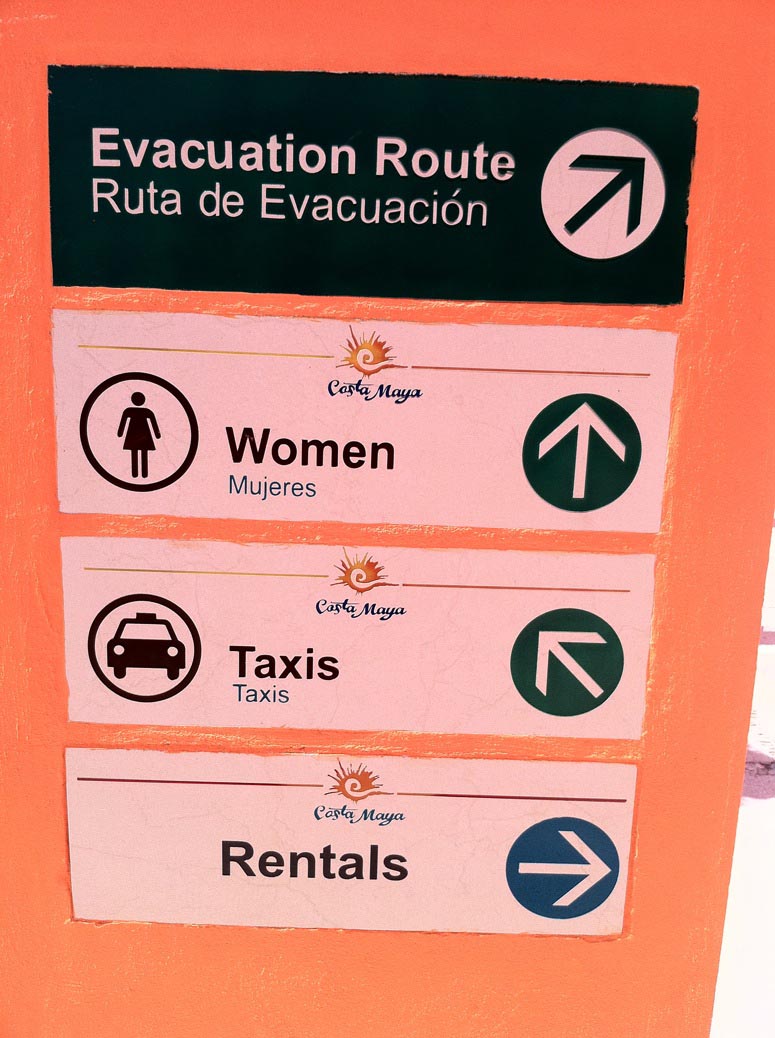 Evacuation Route
Ruta de Evacuación
Costa Maya
Women
Mujeres
Costa Maya
Taxis
Taxis
Costa Maya
Rentals